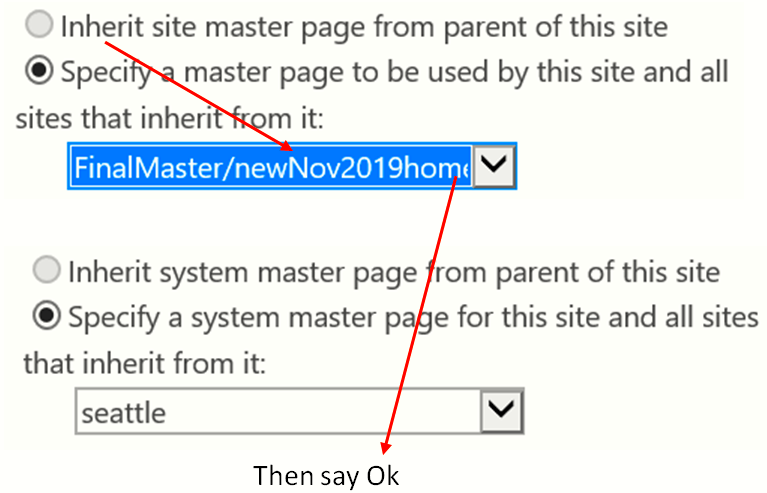 Inherit site master page from parent of this site
Specify a master page to be used by this site and all
sites that inherit from it:
FinalMaster/newNov2019home
Inherit system master page from parent of this site
Specify a system master page for this site and all sites
that inherit from it:
seattle
Then say Ok